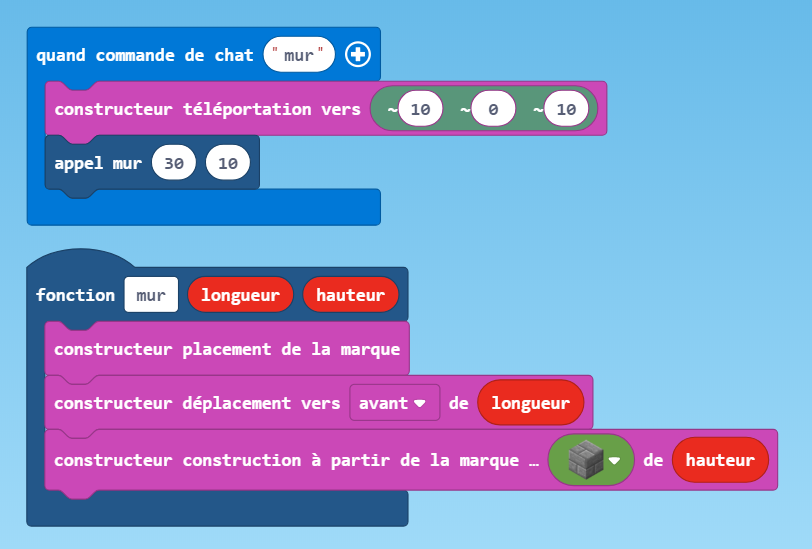 quand commande de chat "mur"
constructeur téléportation vers ~10 ~0 ~10
appel mur 30 10
fonction mur longueur hauteur
constructeur placement de la marque
constructeur déplacement vers avant de longueur
constructeur construction à partir de la marque … de hauteur